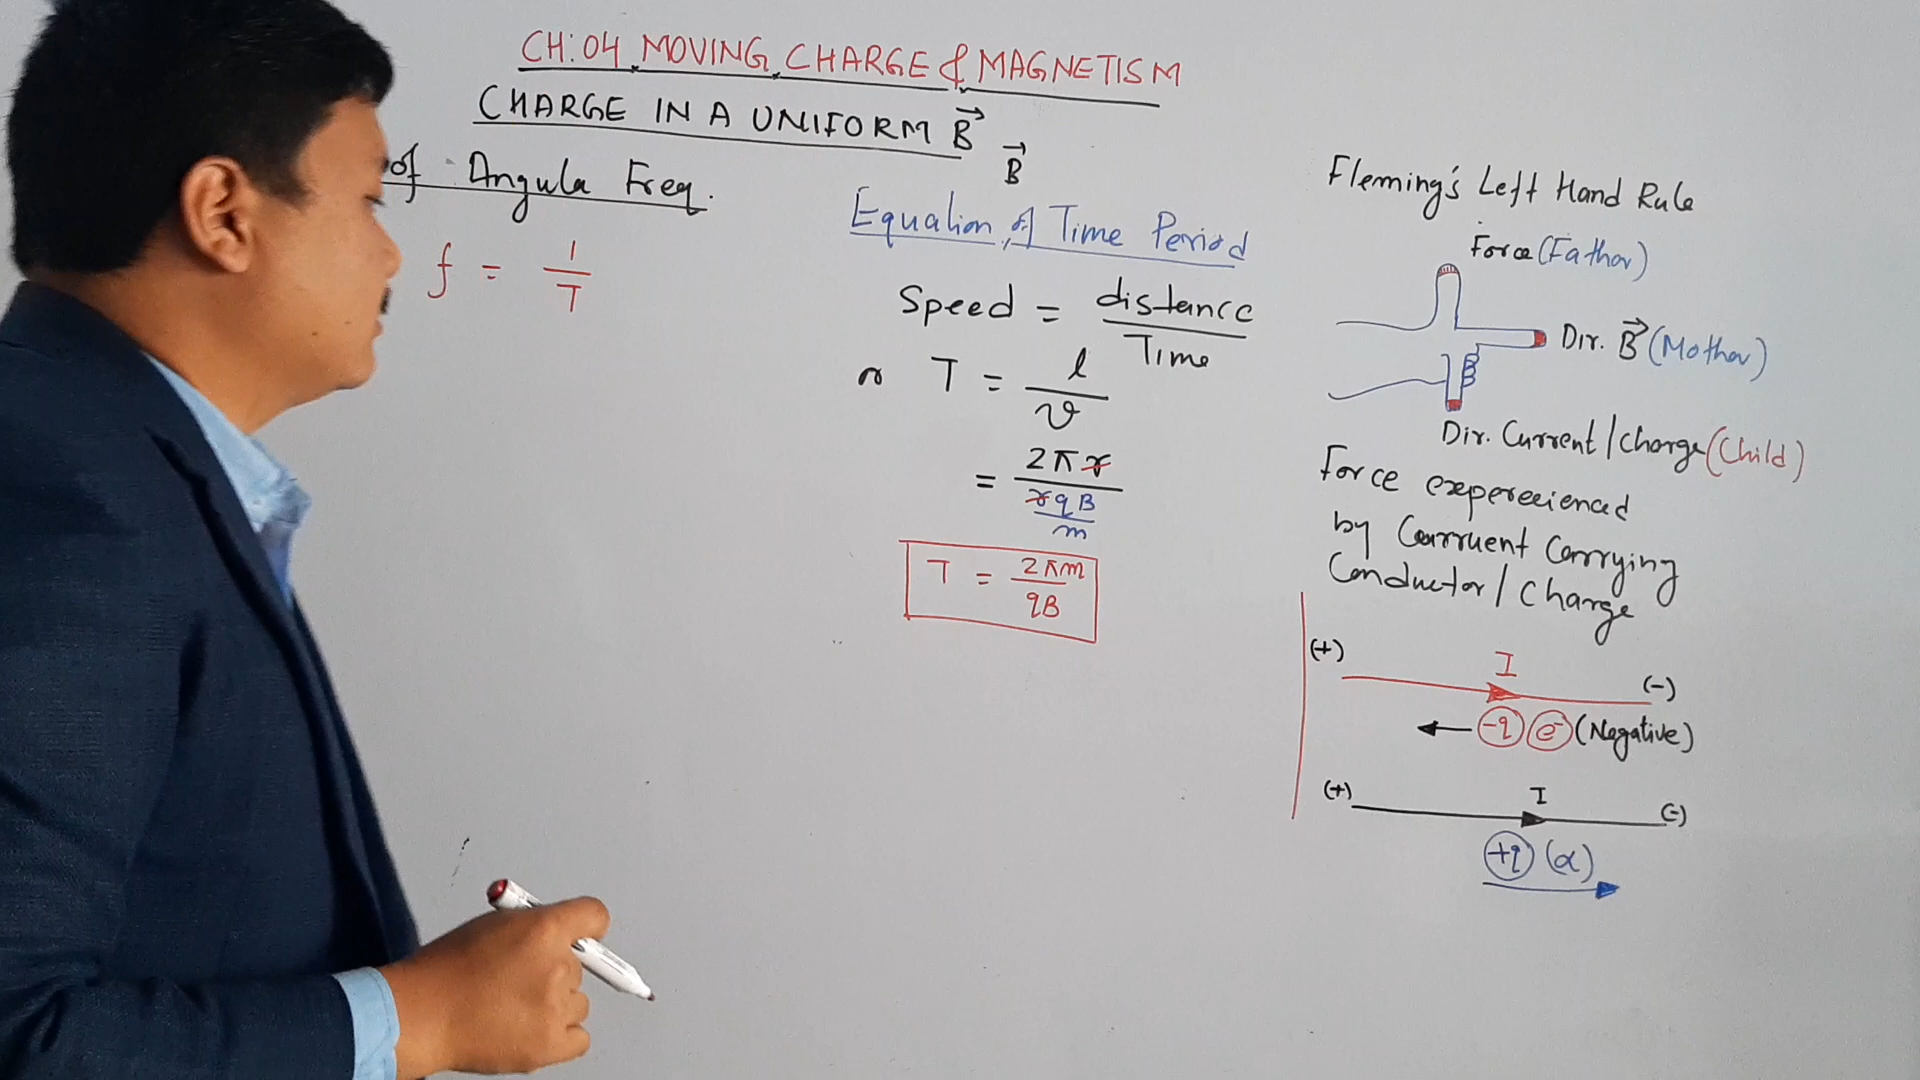 CH:04 MOVING CHARGE & MAGNETISM
CHARGE IN A UNIFORM B⃗
B⃗
of Angula Freq.
f = 1/T
Equation of Time Period
Speed = distance/Time
or T = l/v
= 2πr/(rqB/m)
T = 2πm/qB
Fleming's Left Hand Rule
Force (Father)
Dir. B⃗ (Mother)
Dir. Current/charge (Child)
Force
by
Carrying
Conductor/Charge
(+) I (-)
-q e⁻ (Negative)
(+) I (-)
+q (α)